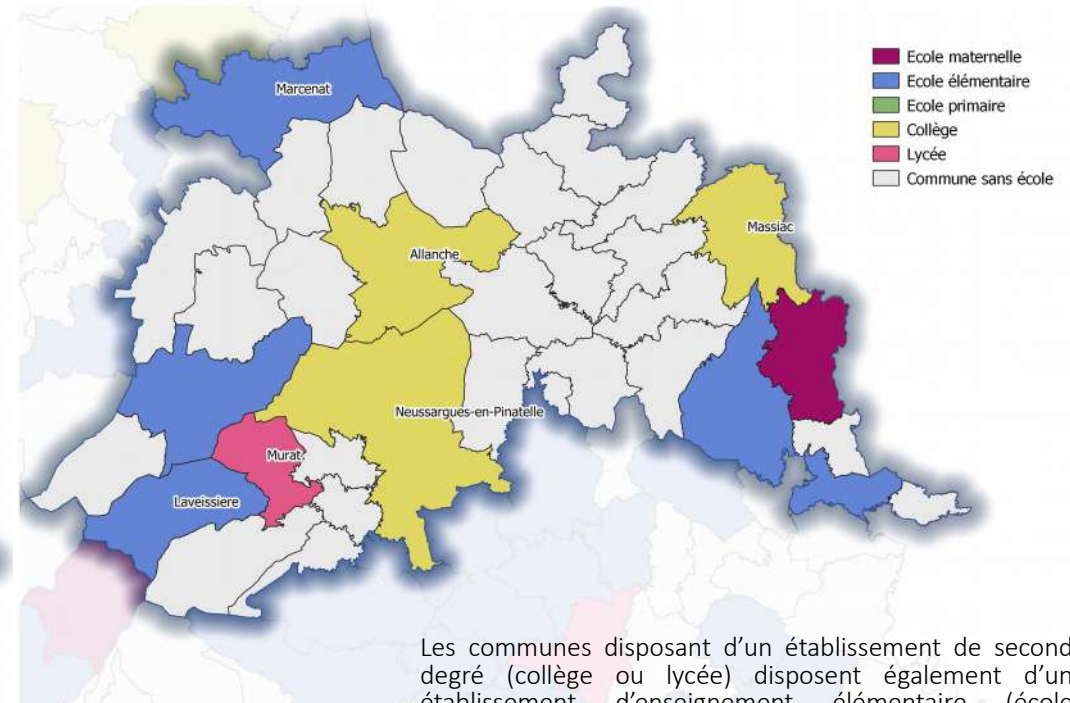 Marcenat
Ecole maternelle
Ecole élémentaire
Ecole primaire
Collège
Lycée
Commune sans école
Massiac
Allanche
Neussargues-en-Pinatelle
Murat
Laveissiere
Les communes disposant d’un établissement de second
degré (collège ou lycée) disposent également d’un
établissement d’enseignement élémentaire (école